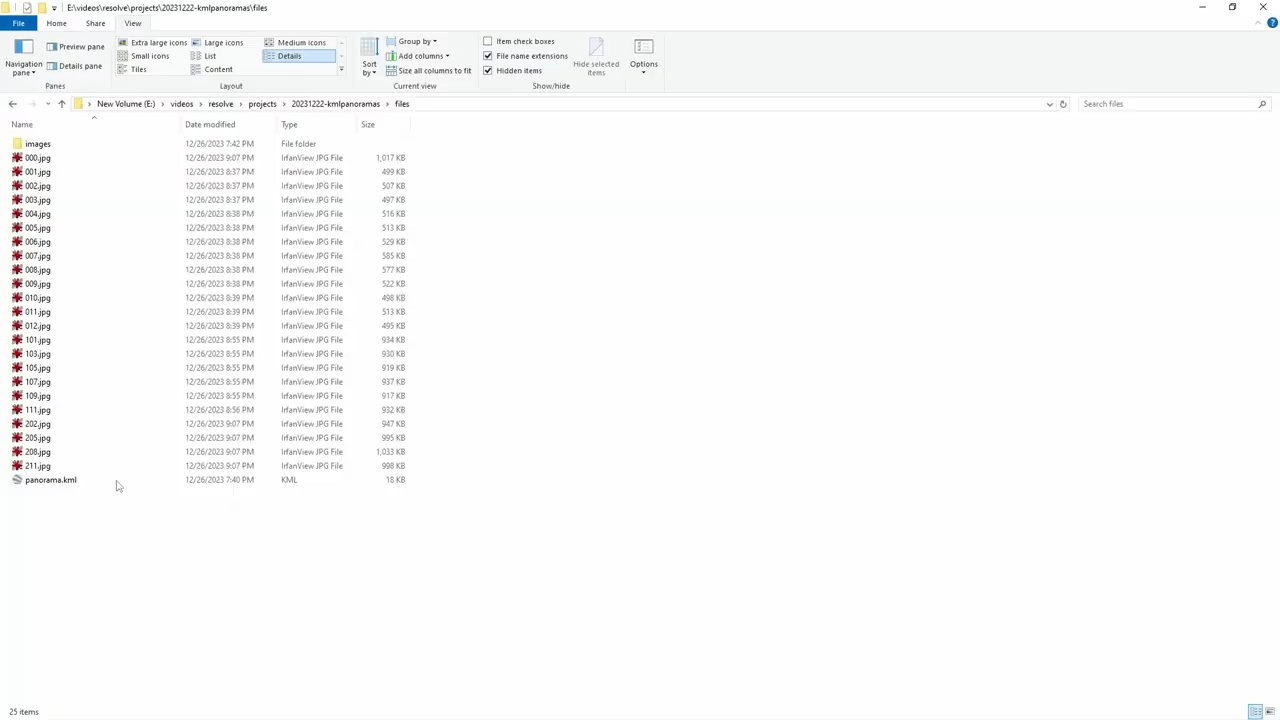 E:\videos\resolve\projects\20231222-kmlpanoramas\files
File Home Share View
Navigation pane
Preview pane
Details pane
Panes
Extra large icons Large icons Medium icons
Small icons List Details
Tiles Content
Layout
Sort by
Group by
Add columns
Size all columns to fit
Current view
Item check boxes
File name extensions
Hidden items
Hide selected items
Show/hide
Options
New Volume (E:) videos resolve projects 20231222-kmlpanoramas files
Search files
Name Date modified Type Size
images 12/26/2023 7:42 PM File folder
000.jpg 12/26/2023 9:07 PM IrfanView JPG File 1,017 KB
001.jpg 12/26/2023 8:37 PM IrfanView JPG File 499 KB
002.jpg 12/26/2023 8:37 PM IrfanView JPG File 507 KB
003.jpg 12/26/2023 8:37 PM IrfanView JPG File 497 KB
004.jpg 12/26/2023 8:38 PM IrfanView JPG File 516 KB
005.jpg 12/26/2023 8:38 PM IrfanView JPG File 513 KB
006.jpg 12/26/2023 8:38 PM IrfanView JPG File 529 KB
007.jpg 12/26/2023 8:38 PM IrfanView JPG File 585 KB
008.jpg 12/26/2023 8:38 PM IrfanView JPG File 577 KB
009.jpg 12/26/2023 8:38 PM IrfanView JPG File 522 KB
010.jpg 12/26/2023 8:39 PM IrfanView JPG File 498 KB
011.jpg 12/26/2023 8:39 PM IrfanView JPG File 513 KB
012.jpg 12/26/2023 8:39 PM IrfanView JPG File 495 KB
101.jpg 12/26/2023 8:55 PM IrfanView JPG File 934 KB
103.jpg 12/26/2023 8:55 PM IrfanView JPG File 930 KB
105.jpg 12/26/2023 8:55 PM IrfanView JPG File 919 KB
107.jpg 12/26/2023 8:55 PM IrfanView JPG File 937 KB
109.jpg 12/26/2023 8:55 PM IrfanView JPG File 917 KB
111.jpg 12/26/2023 8:56 PM IrfanView JPG File 932 KB
202.jpg 12/26/2023 9:07 PM IrfanView JPG File 947 KB
205.jpg 12/26/2023 9:07 PM IrfanView JPG File 995 KB
208.jpg 12/26/2023 9:07 PM IrfanView JPG File 1,033 KB
211.jpg 12/26/2023 9:07 PM IrfanView JPG File 998 KB
panorama.kml 12/26/2023 7:40 PM KML 18 KB
25 items